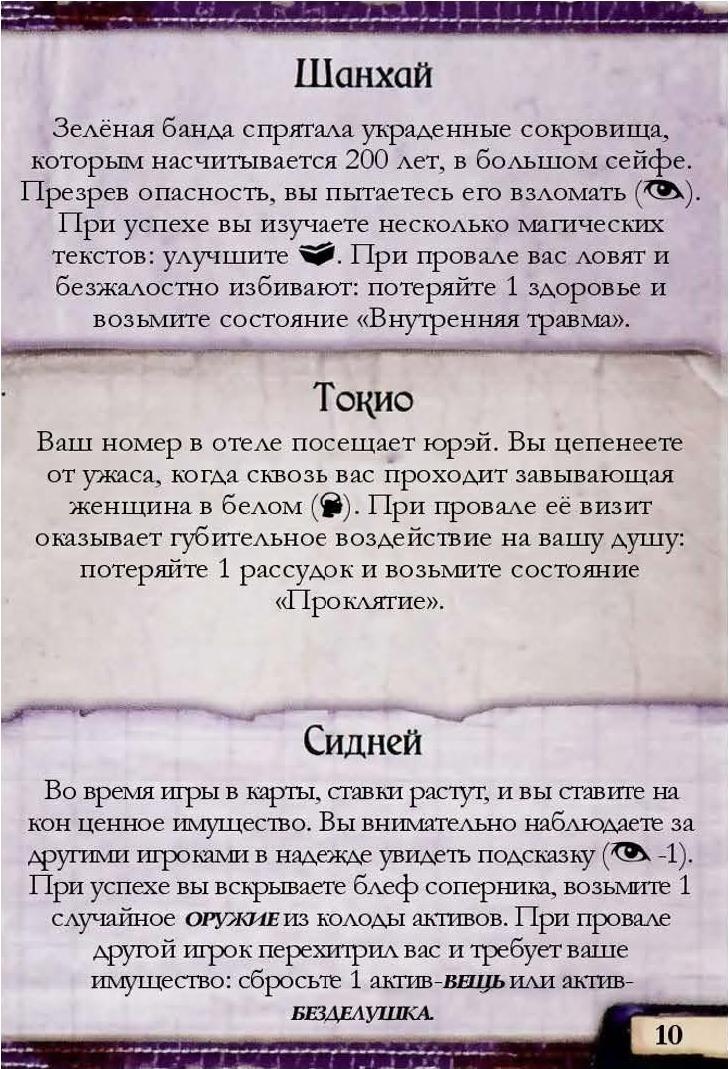 Шанхай
Зелёная банда спрятала украденные сокровища,
которым насчитывается 200 лет, в большом сейфе.
Презрев опасность, вы пытаетесь его взломать ( ).
При успехе вы изучаете несколько магических
текстов: улучшите . При провале вас ловят и
безжалостно избивают: потеряйте 1 здоровье и
возьмите состояние «Внутренняя травма».
Токио
Ваш номер в отеле посещает юрэй. Вы цепенеете
от ужаса, когда сквозь вас проходит завывающая
женщина в белом ( ). При провале её визит
оказывает губительное воздействие на вашу душу:
потеряйте 1 рассудок и возьмите состояние
«Проклятие».
Сидней
Во время игры в карты, ставки растут, и вы ставите на
кон ценное имущество. Вы внимательно наблюдаете за
другими игроками в надежде увидеть подсказку ( -1).
При успехе вы вскрываете блеф соперника, возьмите 1
случайное ОРУЖИЕ из колоды активов. При провале
другой игрок перехитрил вас и требует ваше
имущество: сбросьте 1 актив-ВЕЩЬ или актив-
БЕЗДЕЛУШКА.
10